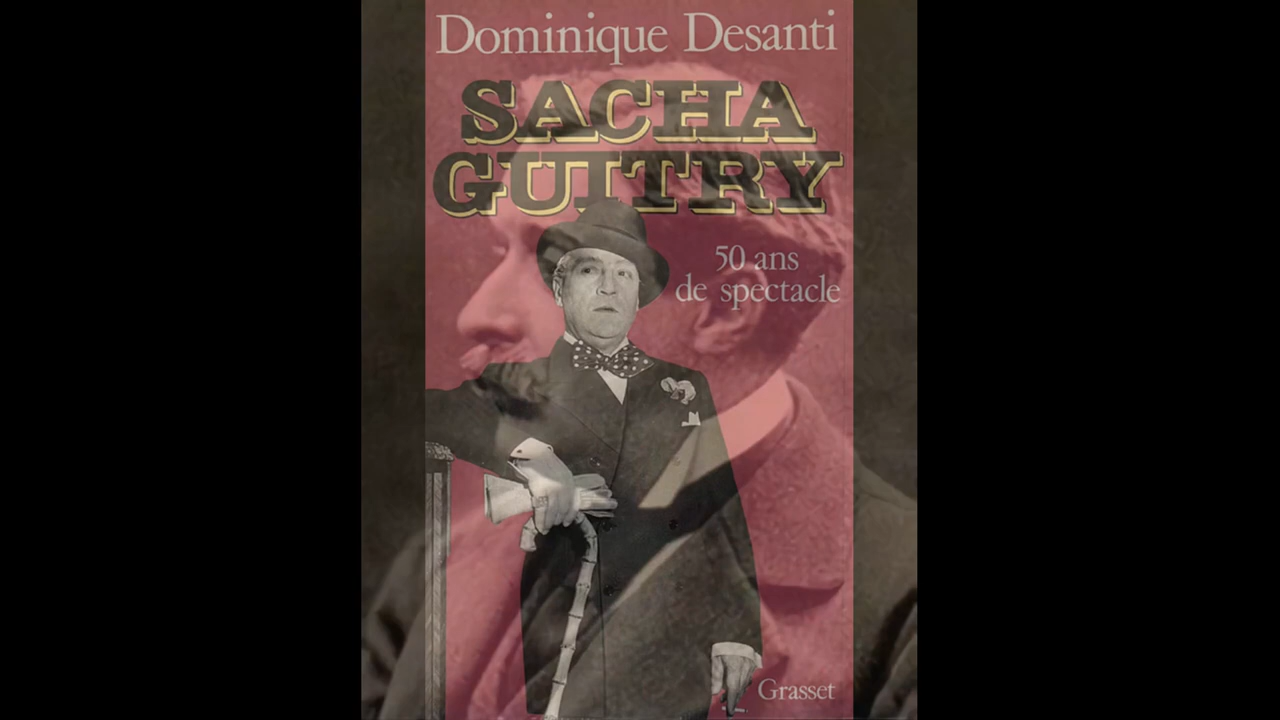 Dominique Desanti
SACHA
GUITRY
50 ans
de spectacle
Grasset